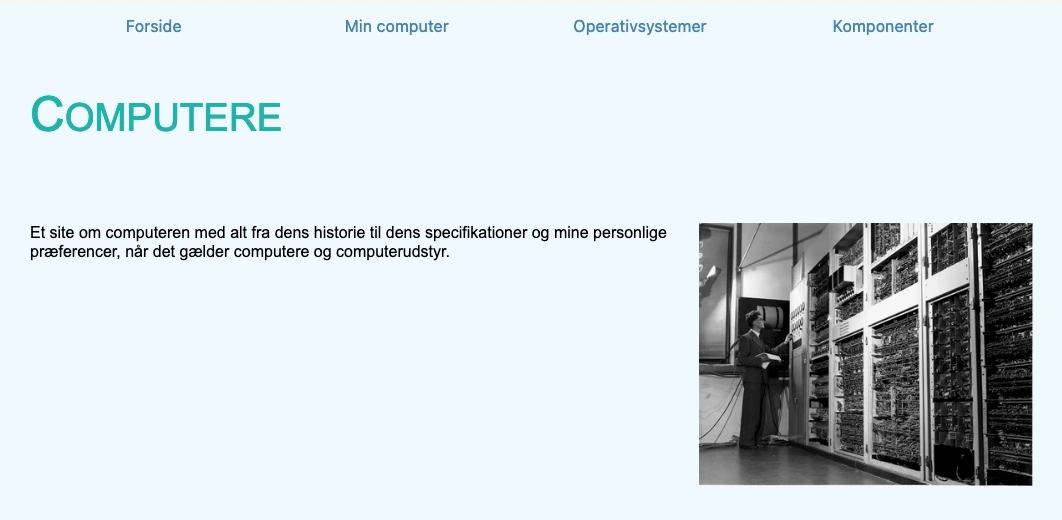 Forside
Min computer
Operativsystemer
Komponenter
COMPUTERE
Et site om computeren med alt fra dens historie til dens specifikationer og mine personlige
præferencer, når det gælder computere og computerudstyr.